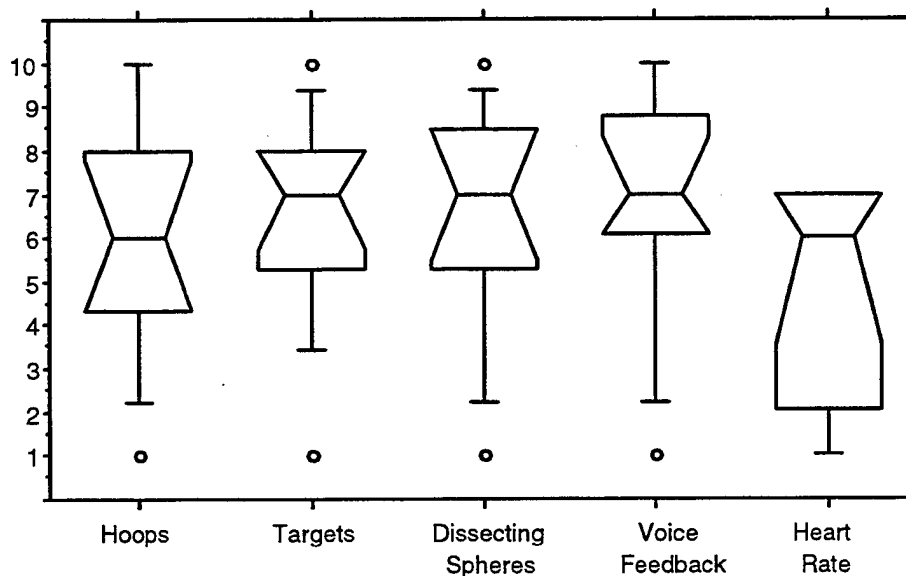 10
9
8
7
6
5
4
3
2
1
Hoops
Targets
Dissecting
Spheres
Voice
Feedback
Heart
Rate